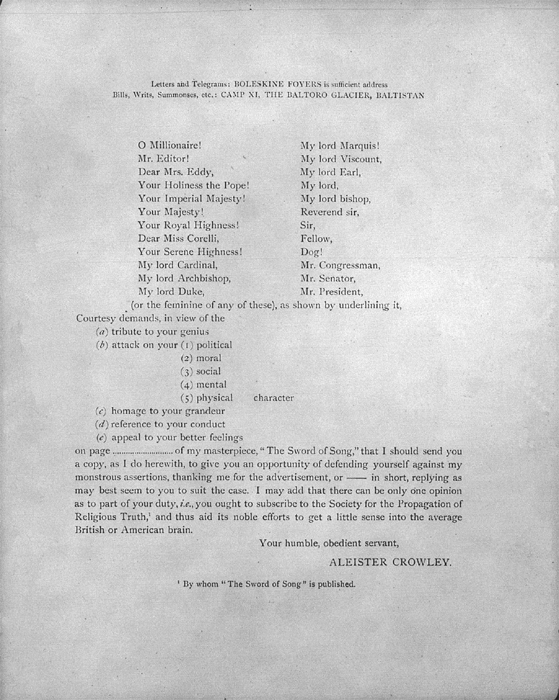 Letters and Telegrams: BOLESKINE FOYERS is sufficient address
Bills, Writs, Summonses, etc.: CAMP XI, THE BALTORO GLACIER, BALTISTAN
O Millionaire!
Mr. Editor!
Dear Mrs. Eddy,
Your Holiness the Pope!
Your Imperial Majesty!
Your Majesty!
Your Royal Highness!
Dear Miss Corelli,
Your Serene Highness!
My lord Cardinal,
My lord Archbishop,
My lord Duke,
My lord Marquis!
My lord Viscount,
My lord Earl,
My lord,
My lord bishop,
Reverend sir,
Sir,
Fellow,
Dog!
Mr. Congressman,
Mr. Senator,
Mr. President,
(or the feminine of any of these), as shown by underlining it,
Courtesy demands, in view of the
(a) tribute to your genius
(b) attack on your (1) political
(2) moral
(3) social
(4) mental
(5) physical character
(c) homage to your grandeur
(d) reference to your conduct
(e) appeal to your better feelings
on page ........................ of my masterpiece, "The Sword of Song," that I should send you
a copy, as I do herewith, to give you an opportunity of defending yourself against my
monstrous assertions, thanking me for the advertisement, or —— in short, replying as
may best seem to you to suit the case. I may add that there can be only one opinion
as to part of your duty, i.e., you ought to subscribe to the Society for the Propagation of
Religious Truth,¹ and thus aid its noble efforts to get a little sense into the average
British or American brain.
Your humble, obedient servant,
ALEISTER CROWLEY.
¹ By whom "The Sword of Song" is published.